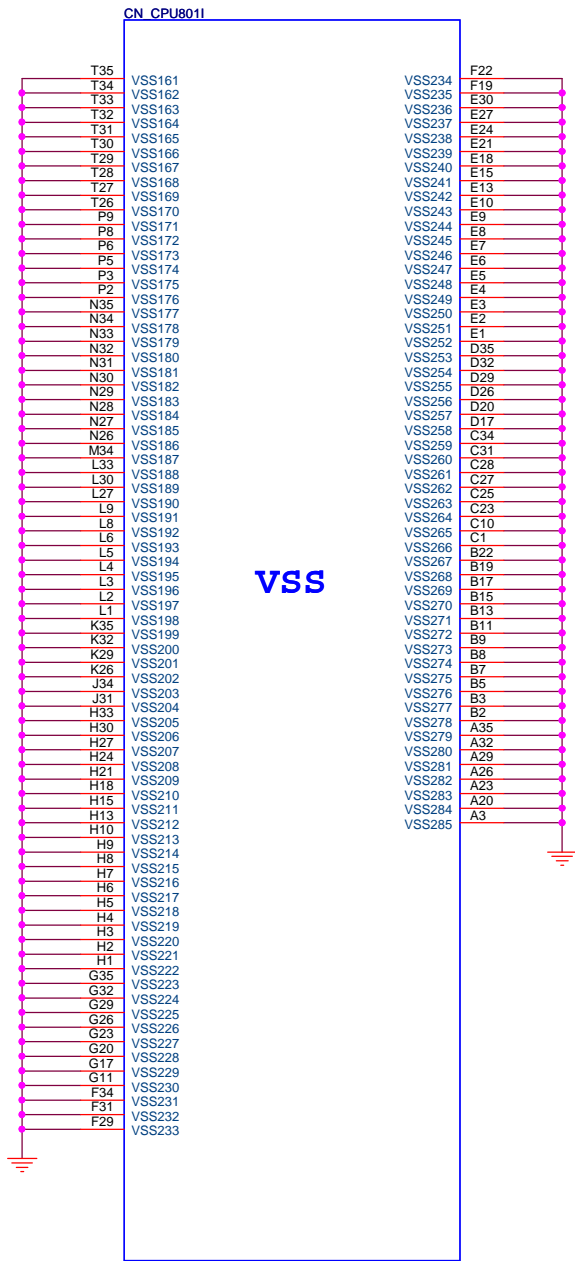 CN_CPU801I
T35 VSS161
T34 VSS162
T33 VSS163
T32 VSS164
T31 VSS165
T30 VSS166
T29 VSS167
T28 VSS168
T27 VSS169
T26 VSS170
P9 VSS171
P8 VSS172
P6 VSS173
P5 VSS174
P3 VSS175
P2 VSS176
N35 VSS177
N34 VSS178
N33 VSS179
N32 VSS180
N31 VSS181
N30 VSS182
N29 VSS183
N28 VSS184
N27 VSS185
N26 VSS186
M34 VSS187
L33 VSS188
L30 VSS189
L27 VSS190
L9 VSS191
L8 VSS192
L6 VSS193
L5 VSS194
L4 VSS195
L3 VSS196
L2 VSS197
L1 VSS198
K35 VSS199
K32 VSS200
K29 VSS201
K26 VSS202
J34 VSS203
J31 VSS204
H33 VSS205
H30 VSS206
H27 VSS207
H24 VSS208
H21 VSS209
H18 VSS210
H15 VSS211
H13 VSS212
H10 VSS213
H9 VSS214
H8 VSS215
H7 VSS216
H6 VSS217
H5 VSS218
H4 VSS219
H3 VSS220
H2 VSS221
H1 VSS222
G35 VSS223
G32 VSS224
G29 VSS225
G26 VSS226
G23 VSS227
G20 VSS228
G17 VSS229
G11 VSS230
F34 VSS231
F31 VSS232
F29 VSS233
VSS
VSS234 F22
VSS235 F19
VSS236 E30
VSS237 E27
VSS238 E24
VSS239 E21
VSS240 E18
VSS241 E15
VSS242 E13
VSS243 E10
VSS244 E9
VSS245 E8
VSS246 E7
VSS247 E6
VSS248 E5
VSS249 E4
VSS250 E3
VSS251 E2
VSS252 E1
VSS253 D35
VSS254 D32
VSS255 D29
VSS256 D26
VSS257 D20
VSS258 D17
VSS259 C34
VSS260 C31
VSS261 C28
VSS262 C27
VSS263 C25
VSS264 C23
VSS265 C10
VSS266 C1
VSS267 B22
VSS268 B19
VSS269 B17
VSS270 B15
VSS271 B13
VSS272 B11
VSS273 B9
VSS274 B8
VSS275 B7
VSS276 B5
VSS277 B3
VSS278 B2
VSS279 A35
VSS280 A32
VSS281 A29
VSS282 A26
VSS283 A23
VSS284 A20
VSS285 A3